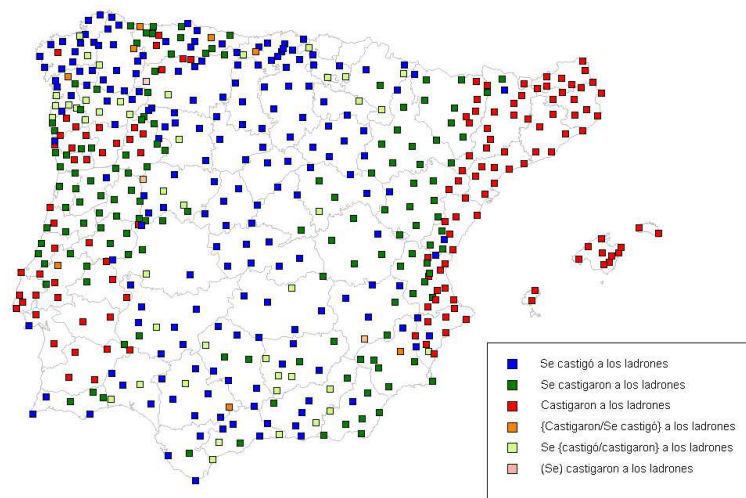 Se castigó a los ladrones
Se castigaron a los ladrones
Castigaron a los ladrones
{Castigaron/Se castigó} a los ladrones
Se {castigó/castigaron} a los ladrones
(Se) castigaron a los ladrones